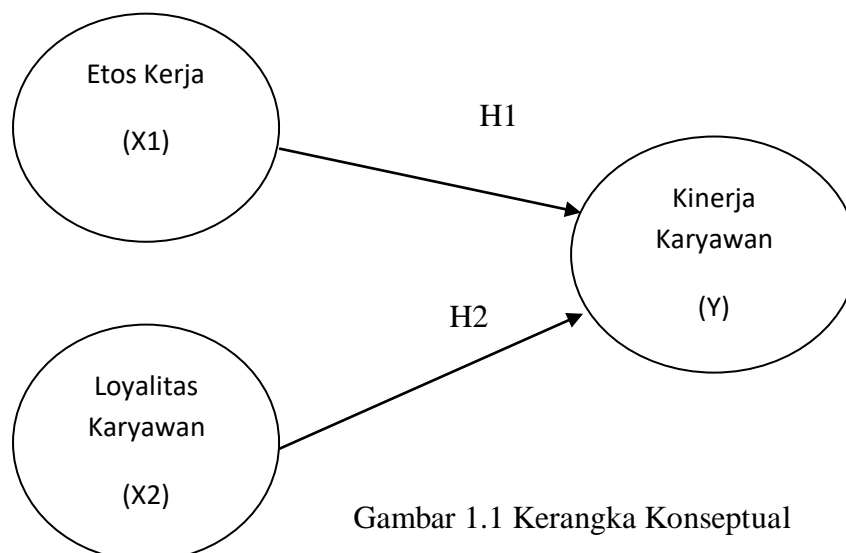 Etos Kerja
(X1)
H1
Kinerja
Karyawan
(Y)
H2
Loyalitas
Karyawan
(X2)
Gambar 1.1 Kerangka Konseptual